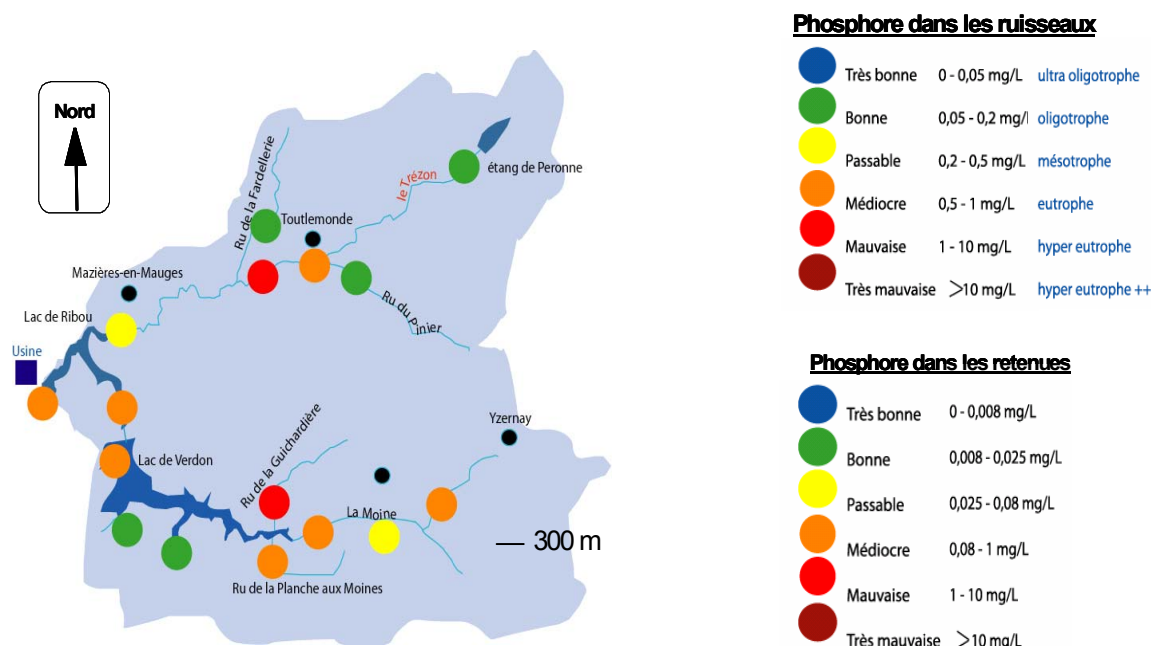 Nord
Ru de la Fardellerie
le Trézon
étang de Peronne
Toutlemonde
Mazières-en-Mauges
Ru du Pinier
Lac de Ribou
Usine
Yzernay
Ru de la Guichardière
Lac de Verdon
La Moine
300 m
Ru de la Planche aux Moines
Phosphore dans les ruisseaux
Très bonne 0 - 0,05 mg/L ultra oligotrophe
Bonne 0,05 - 0,2 mg/l oligotrophe
Passable 0,2 - 0,5 mg/L mésotrophe
Médiocre 0,5 - 1 mg/L eutrophe
Mauvaise 1 - 10 mg/L hyper eutrophe
Très mauvaise >10 mg/L hyper eutrophe ++
Phosphore dans les retenues
Très bonne 0 - 0,008 mg/L
Bonne 0,008 - 0,025 mg/L
Passable 0,025 - 0,08 mg/L
Médiocre 0,08 - 1 mg/L
Mauvaise 1 - 10 mg/L
Très mauvaise >10 mg/L